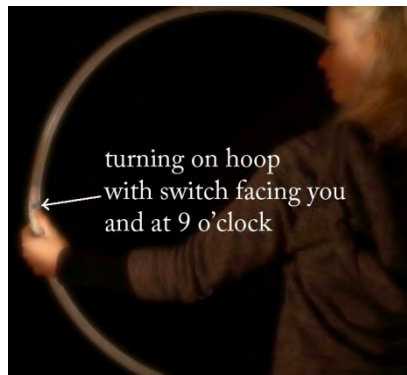 turning on hoop
with switch facing you
and at 9 o'clock